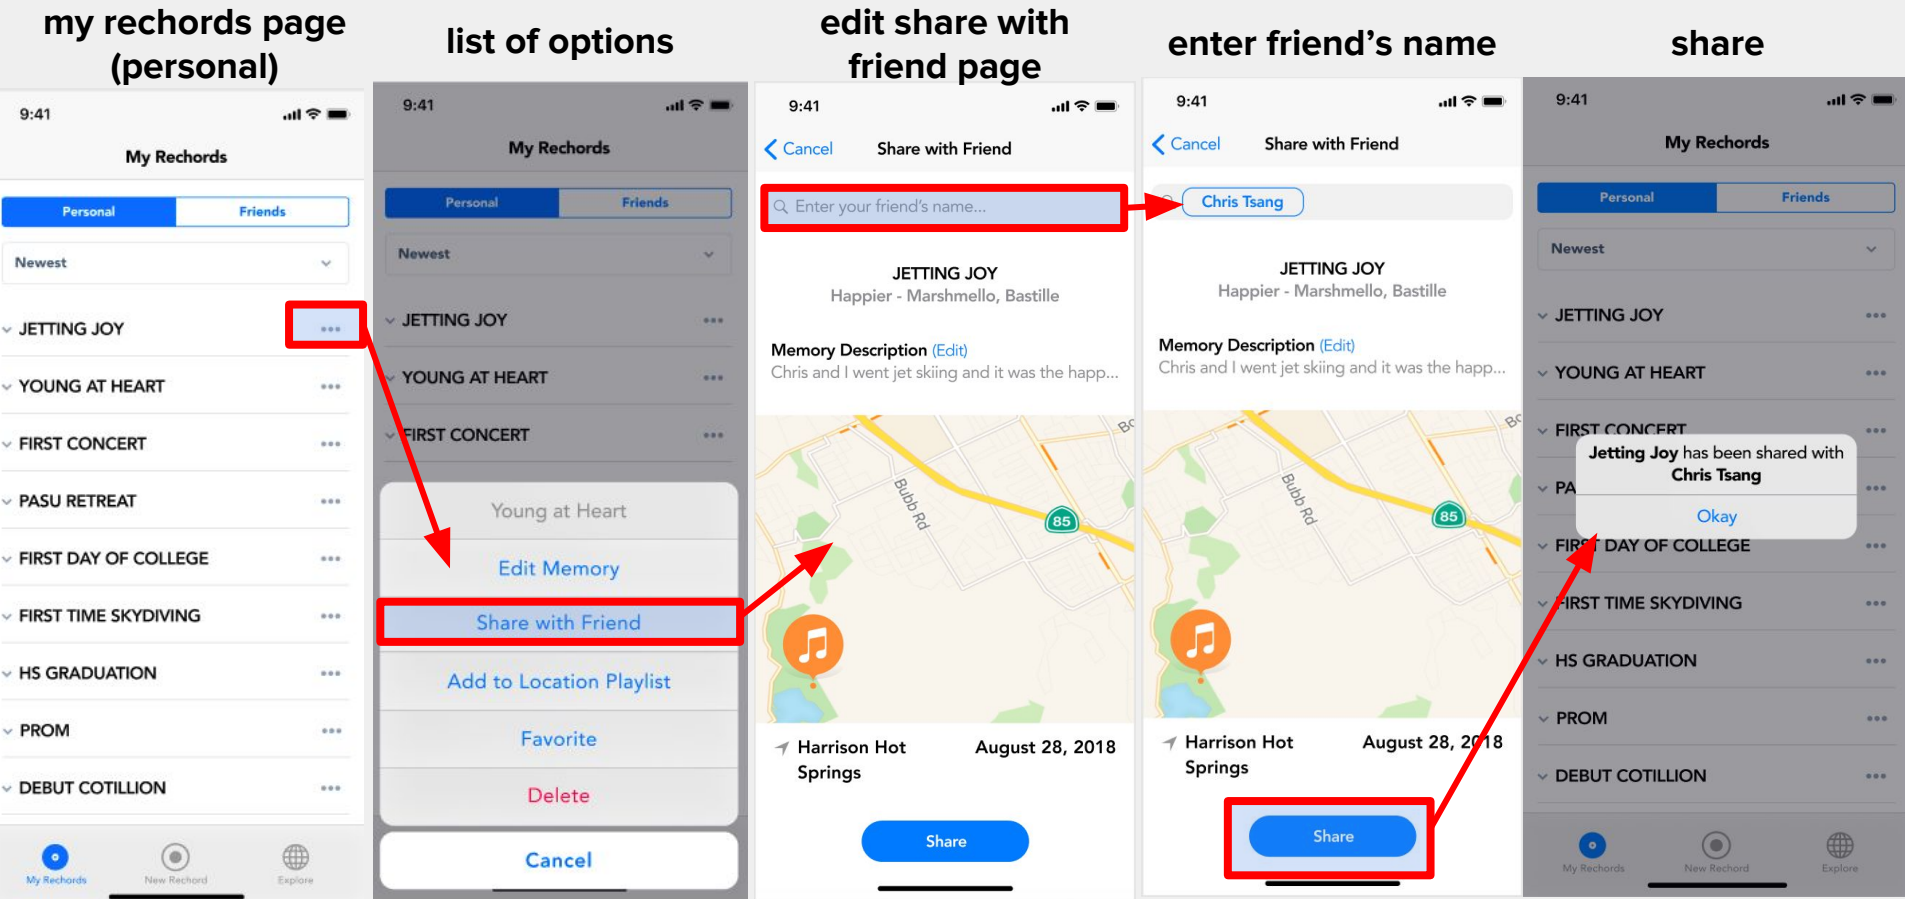 my rechords page
(personal)
9:41
My Rechords
Personal Friends
Newest
JETTING JOY
YOUNG AT HEART
FIRST CONCERT
PASU RETREAT
FIRST DAY OF COLLEGE
FIRST TIME SKYDIVING
HS GRADUATION
PROM
DEBUT COTILLION
My Rechords New Rechord Explore
list of options
9:41
My Rechords
Personal Friends
Newest
JETTING JOY
YOUNG AT HEART
FIRST CONCERT
Young at Heart
Edit Memory
Share with Friend
Add to Location Playlist
Favorite
Delete
Cancel
edit share with
friend page
9:41
Cancel Share with Friend
Enter your friend's name...
JETTING JOY
Happier - Marshmello, Bastille
Memory Description (Edit)
Chris and I went jet skiing and it was the happ...
Bubb Rd
85
Harrison Hot
Springs
August 28, 2018
Share
enter friend's name
9:41
Cancel Share with Friend
Chris Tsang
JETTING JOY
Happier - Marshmello, Bastille
Memory Description (Edit)
Chris and I went jet skiing and it was the happ...
Bubb Rd
85
Harrison Hot
Springs
August 28, 2018
Share
share
9:41
My Rechords
Personal Friends
Newest
JETTING JOY
YOUNG AT HEART
FIRST CONCERT
Jetting Joy has been shared with
Chris Tsang
Okay
PA
FIRST DAY OF COLLEGE
FIRST TIME SKYDIVING
HS GRADUATION
PROM
DEBUT COTILLION
My Rechords New Rechord Explore